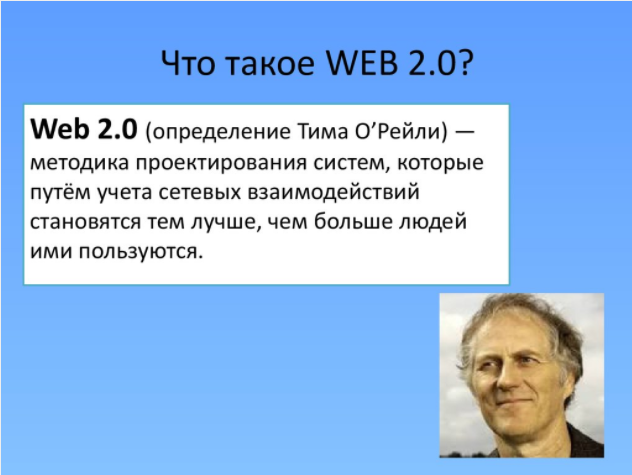 Что такое WEB 2.0?
Web 2.0 (определение Тима О’Рейли) —
методика проектирования систем, которые
путём учета сетевых взаимодействий
становятся тем лучше, чем больше людей
ими пользуются.